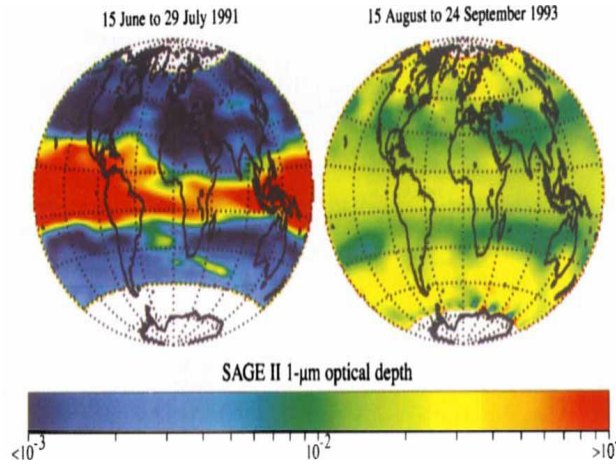 15 June to 29 July 1991
15 August to 24 September 1993
SAGE II 1-μm optical depth
<10⁻³
10⁻²